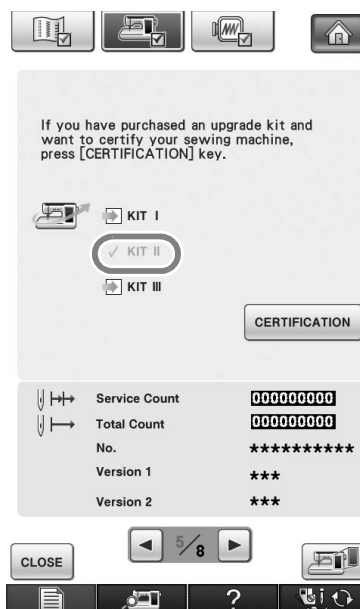 If you have purchased an upgrade kit and
want to certify your sewing machine,
press [CERTIFICATION] key.
KIT I
✓ KIT II
KIT III
CERTIFICATION
Service Count 000000000
Total Count 000000000
No. **********
Version 1 ***
Version 2 ***
CLOSE
5/8
?